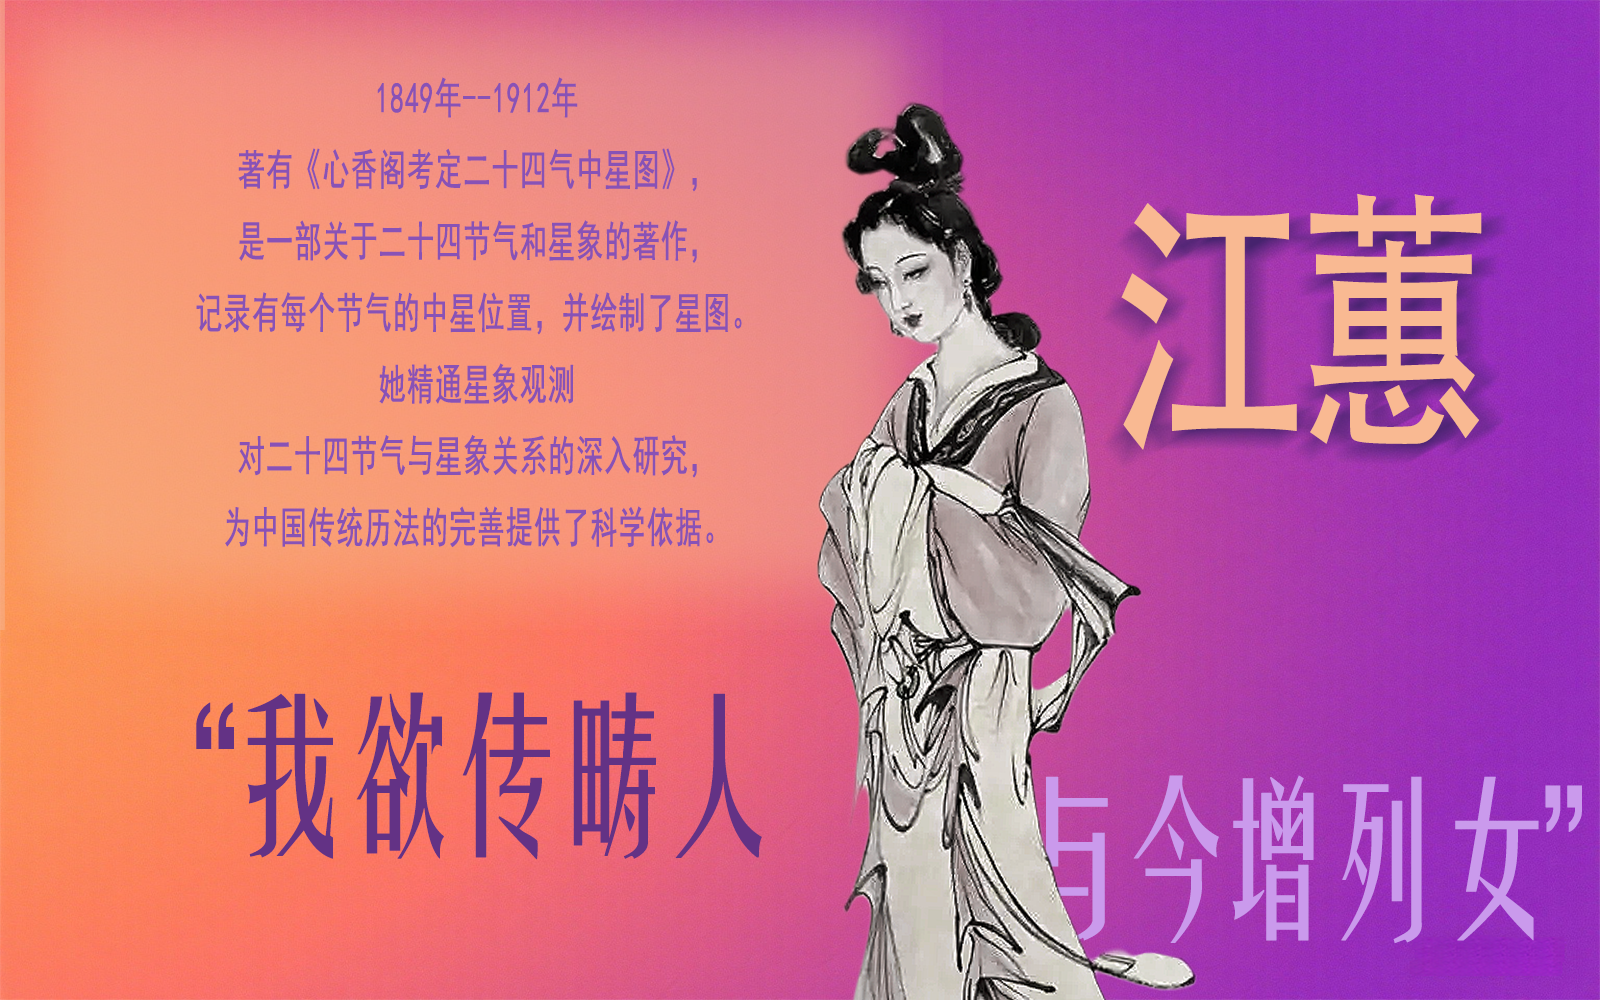 1849年--1912年
著有《心香阁考定二十四气中星图》，
是一部关于二十四节气和星象的著作，
记录有每个节气的中星位置，并绘制了星图。
她精通星象观测
对二十四节气与星象关系的深入研究，
为中国传统历法的完善提供了科学依据。
江蕙
“我欲传畴人
与今增列女”